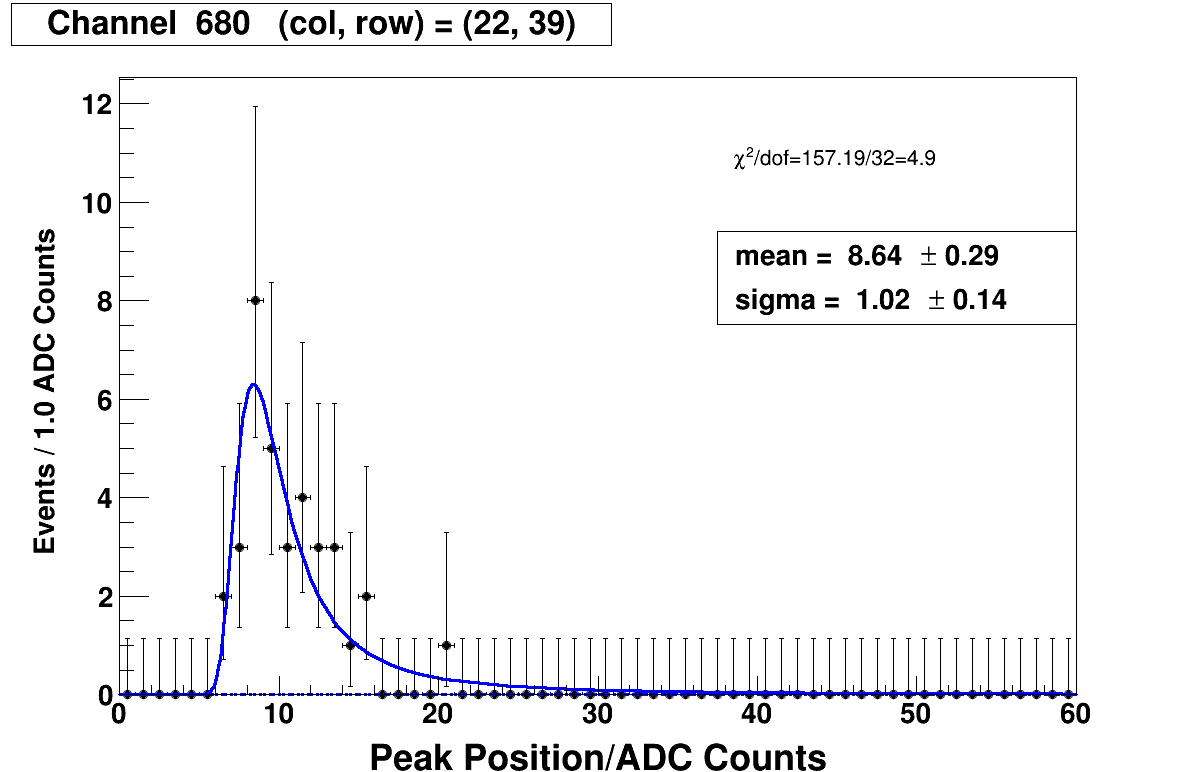 Channel 680 (col, row) = (22, 39)
12
χ²/dof=157.19/32=4.9
10
mean = 8.64 ± 0.29
sigma = 1.02 ± 0.14
8
6
4
2
0
Events / 1.0 ADC Counts
0 10 20 30 40 50 60
Peak Position/ADC Counts